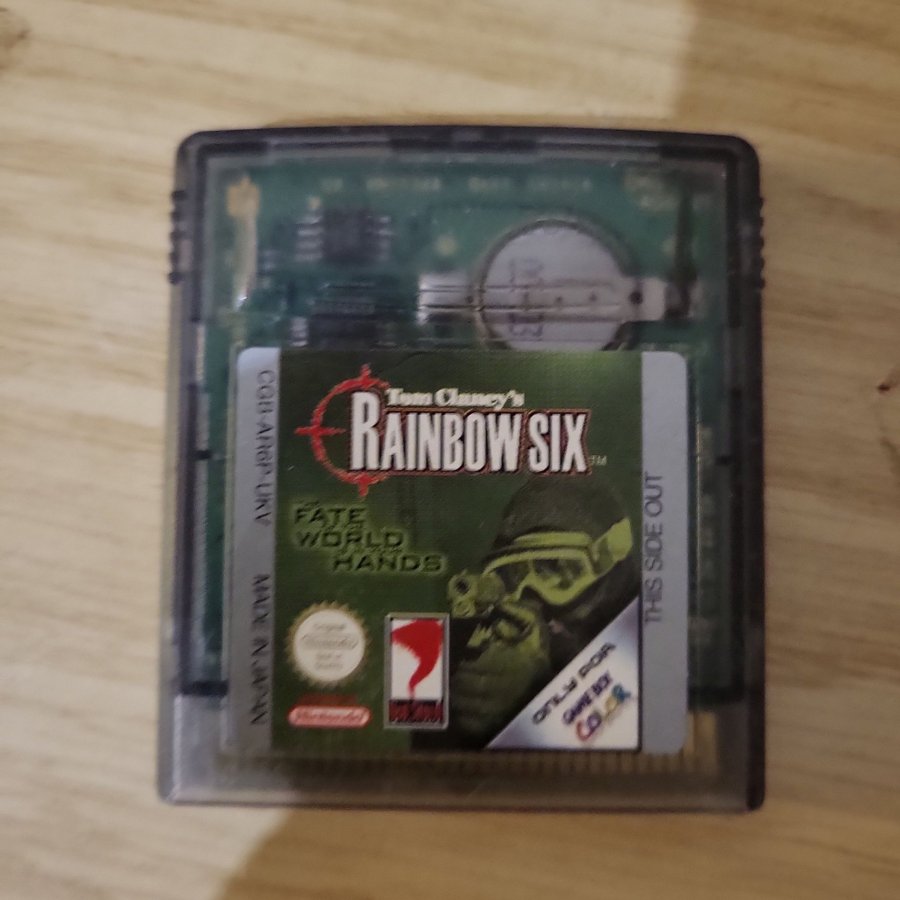 Tom Clancy's
RAINBOW SIX
TM
FATE
WORLD
HANDS
CGB-AR6P-UKV MADE IN JAPAN
THIS SIDE OUT
Nintendo
Nintendo
ONLY FOR
GAME BOY
COLOR